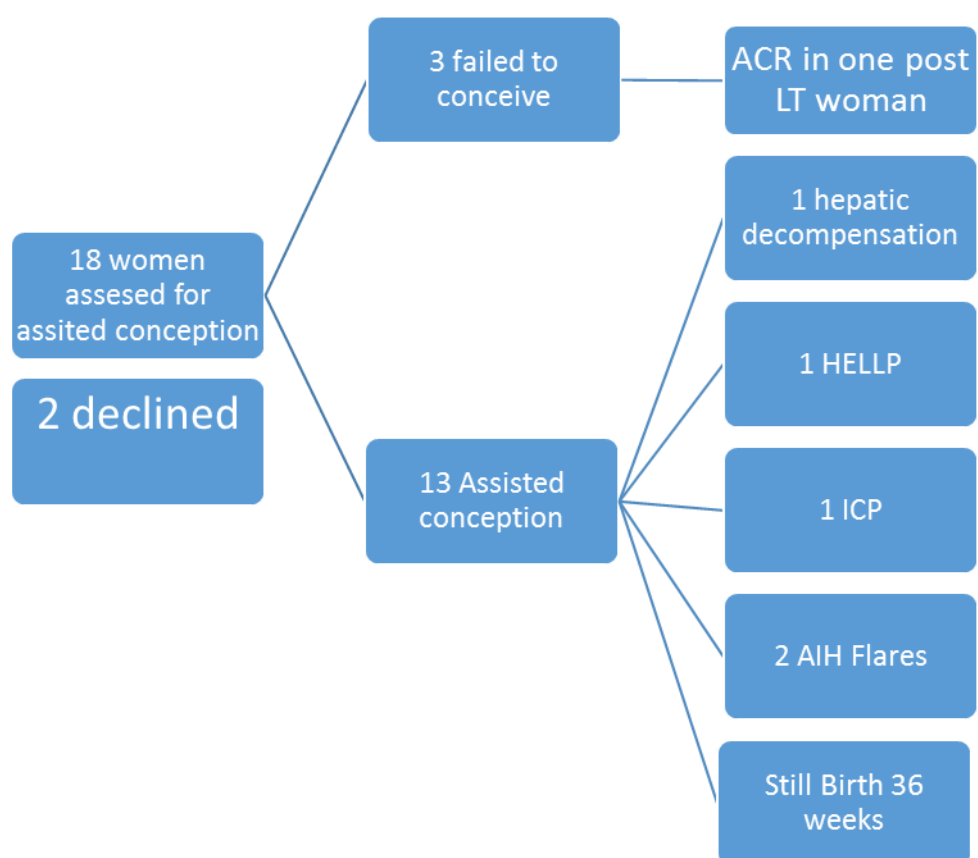 18 women
assesed for
assited conception
2 declined
3 failed to
conceive
13 Assisted
conception
ACR in one post
LT woman
1 hepatic
decompensation
1 HELLP
1 ICP
2 AIH Flares
Still Birth 36
weeks